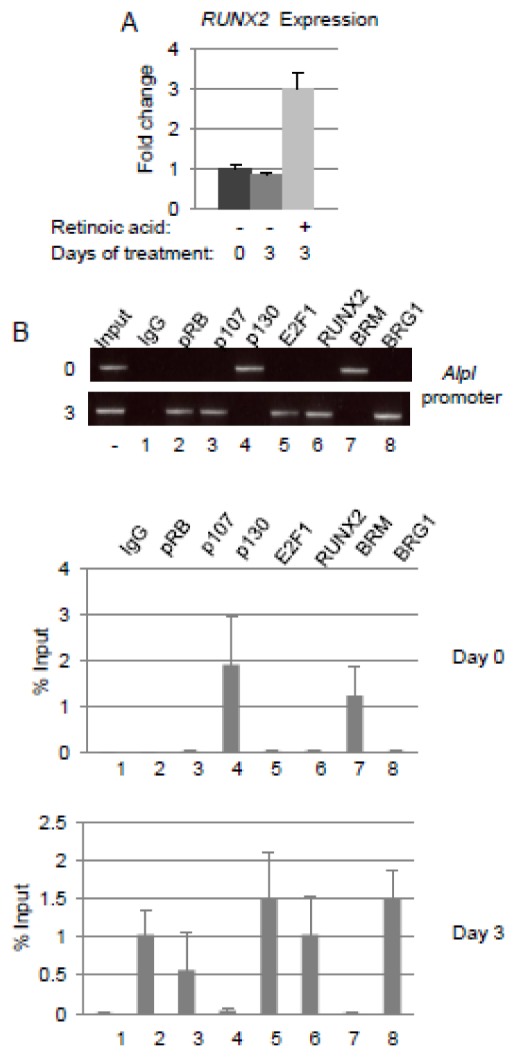 A
RUNX2 Expression
4
3
2
1
0
Fold change
Retinoic acid: - - +
Days of treatment: 0 3 3
B
Input IgG pRB p107 p130 E2F1 RUNX2 BRM BRG1
0
3
Alpl
promoter
- 1 2 3 4 5 6 7 8
IgG pRB p107 p130 E2F1 RUNX2 BRM BRG1
4
3
2
1
0
% Input
Day 0
1 2 3 4 5 6 7 8
2.5
2
1.5
1
0.5
0
% Input
Day 3
1 2 3 4 5 6 7 8